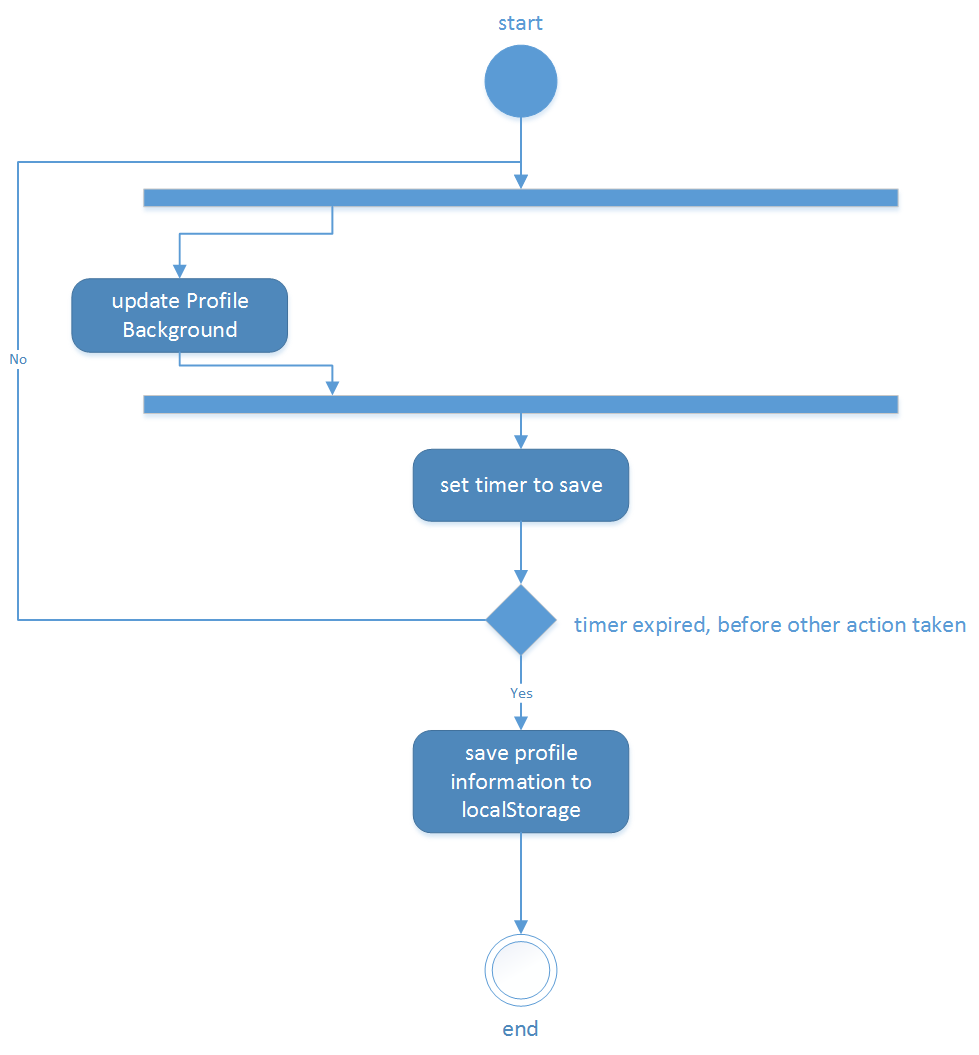 start
update Profile
Background
No
set timer to save
timer expired, before other action taken
Yes
save profile
information to
localStorage
end